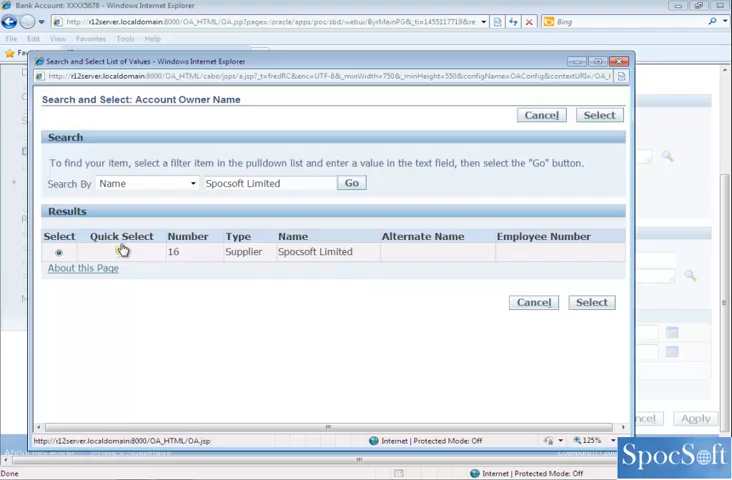 Bank Account: XXXX5678 - Windows Internet Explorer
http://r12server.localdomain:8000/OA_HTML/OA.jsp?page=/oracle/apps/pos/sbd/webui/ByrMainPG&_ti=1455117719&re
Bing
File Edit View Favorites Tools Help
Search and Select List of Values - Windows Internet Explorer
http://r12server.localdomain:8000/OA_HTML/cabo/jsps/a.jsp?_t=fredRC&enc=UTF-8&_minWidth=750&_minHeight=550&configName=OAConfig&contextURI=/OA_H
Search and Select: Account Owner Name
Cancel Select
Search
To find your item, select a filter item in the pulldown list and enter a value in the text field, then select the "Go" button.
Search By Name Spocsoft Limited Go
Results
Select Quick Select Number Type Name Alternate Name Employee Number
16 Supplier Spocsoft Limited
About this Page
Cancel Select
Apply
http://r12server.localdomain:8000/OA_HTML/OA.jsp
Internet | Protected Mode: Off
125%
SpocSoft
Done
Internet | Protected Mode: Off